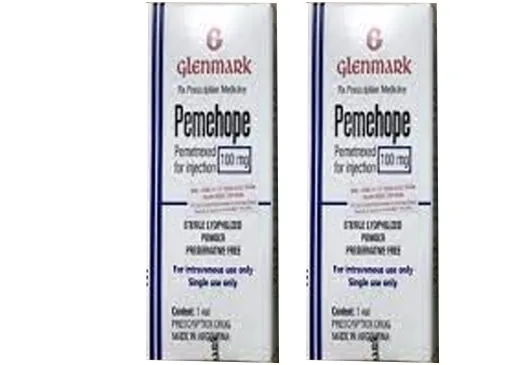 GLENMARK
Rx Prescription Medicine
Pemehope
Pemetrexed
for injection 100 mg
STERILE LYOPHILIZED
POWDER
PRESERVATIVE FREE
For intravenous use only
Single use only
Content: 1 vial
PRESCRIPTION DRUG
MADE IN ARGENTINA
GLENMARK
Rx Prescription Medicine
Pemehope
Pemetrexed
for injection 100 mg
STERILE LYOPHILIZED
POWDER
PRESERVATIVE FREE
For intravenous use only
Single use only
Content: 1 vial
PRESCRIPTION DRUG
MADE IN ARGENTINA